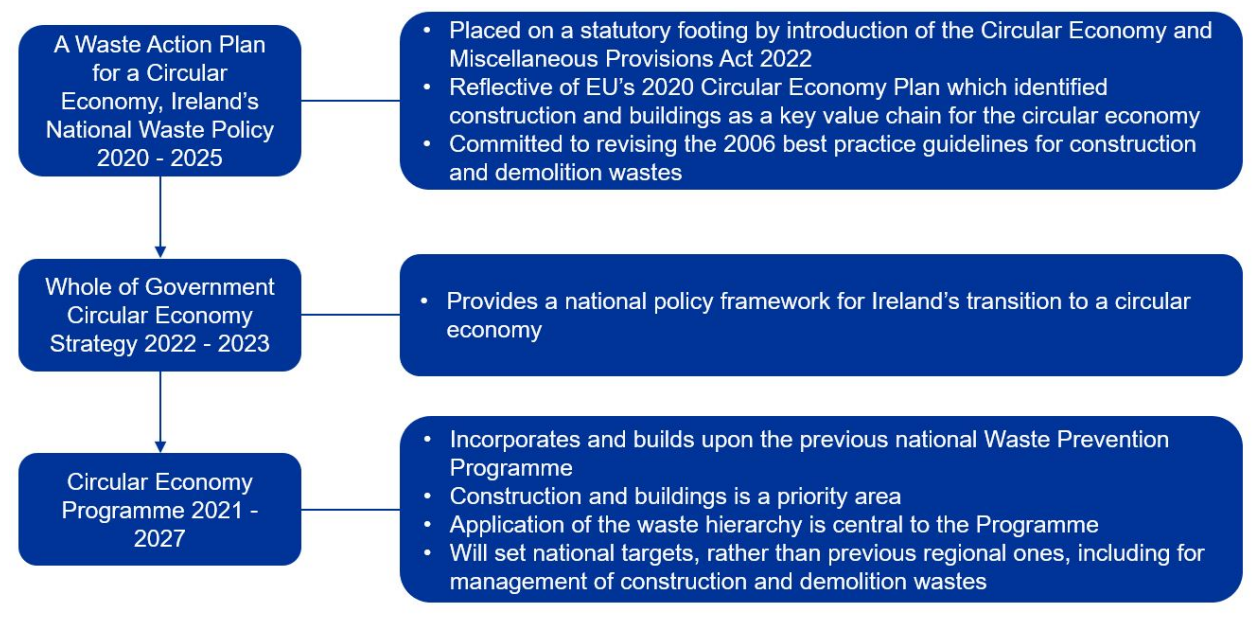 A Waste Action Plan
for a Circular
Economy, Ireland’s
National Waste Policy
2020 - 2025
• Placed on a statutory footing by introduction of the Circular Economy and
Miscellaneous Provisions Act 2022
• Reflective of EU’s 2020 Circular Economy Plan which identified
construction and buildings as a key value chain for the circular economy
• Committed to revising the 2006 best practice guidelines for construction
and demolition wastes
Whole of Government
Circular Economy
Strategy 2022 - 2023
• Provides a national policy framework for Ireland’s transition to a circular
economy
Circular Economy
Programme 2021 -
2027
• Incorporates and builds upon the previous national Waste Prevention
Programme
• Construction and buildings is a priority area
• Application of the waste hierarchy is central to the Programme
• Will set national targets, rather than previous regional ones, including for
management of construction and demolition wastes